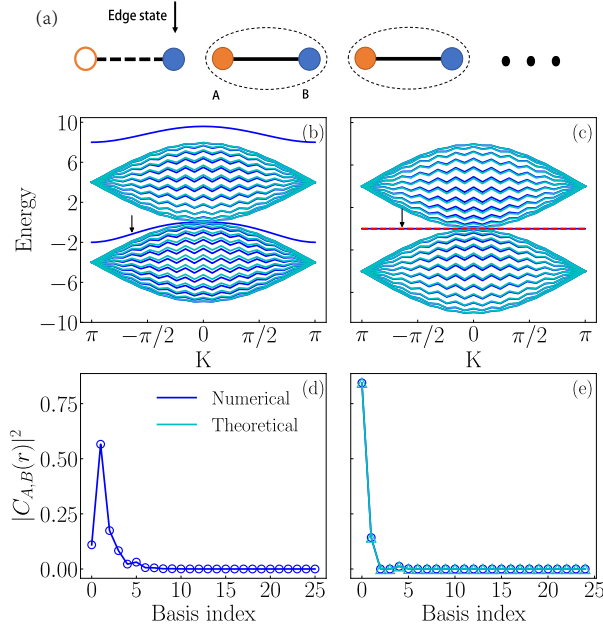 (a)
Edge state
A
B
(b)
(c)
Energy
10
6
2
−2
−6
−10
π
−π/2
0
π/2
π
K
π
−π/2
0
π/2
π
K
(d)
(e)
|C_{A,B}(r)|^2
0.75
0.50
0.25
0.00
Numerical
Theoretical
0
5
10
15
20
25
Basis index
0
5
10
15
20
Basis index